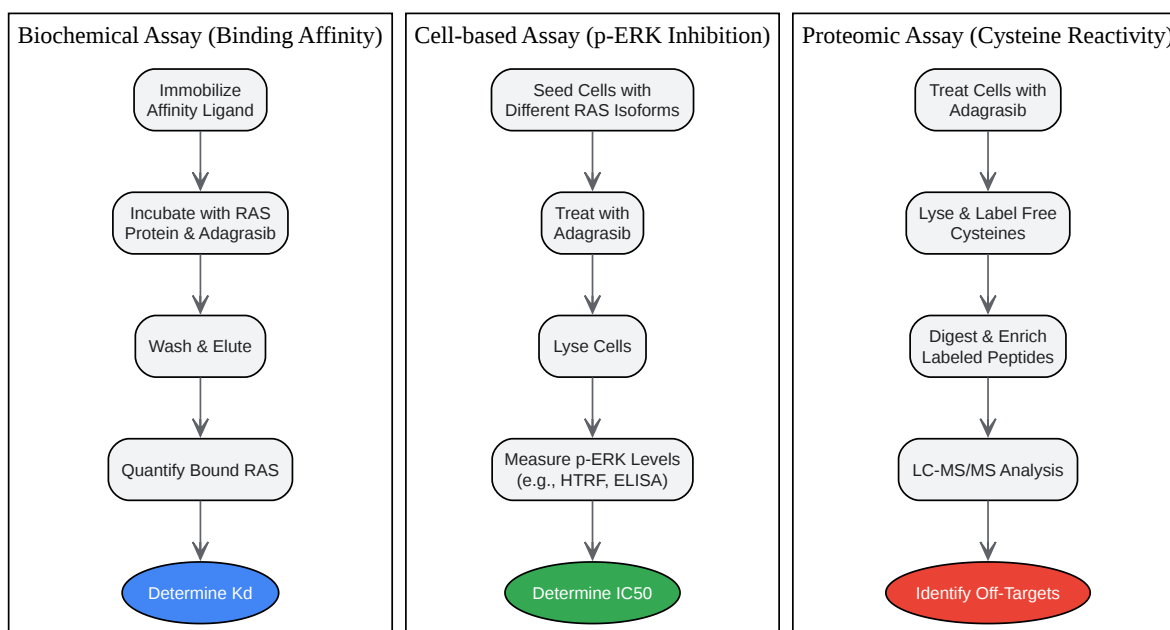 Biochemical Assay (Binding Affinity)
Immobilize
Affinity Ligand
Incubate with RAS
Protein & Adagrasib
Wash & Elute
Quantify Bound RAS
Determine Kd
Cell-based Assay (p-ERK Inhibition)
Seed Cells with
Different RAS Isoforms
Treat with
Adagrasib
Lyse Cells
Measure p-ERK Levels
(e.g., HTRF, ELISA)
Determine IC50
Proteomic Assay (Cysteine Reactivity)
Treat Cells with
Adagrasib
Lyse & Label Free
Cysteines
Digest & Enrich
Labeled Peptides
LC-MS/MS Analysis
Identify Off-Targets